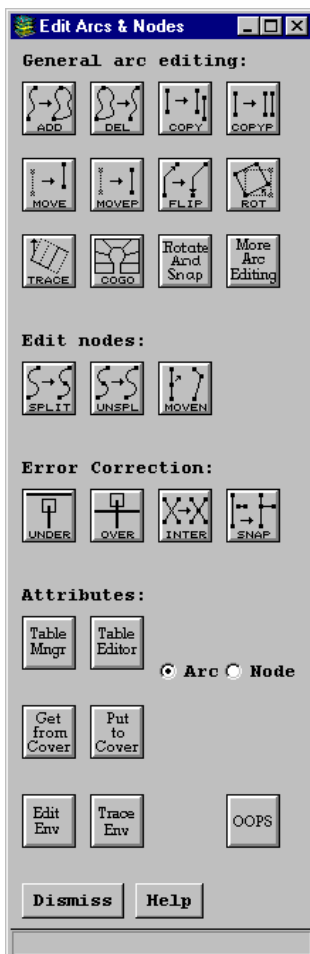 Edit Arcs & Nodes
General arc editing:
ADD DEL COPY COPYP
MOVE MOVEP FLIP ROT
TRACE COGO Rotate And Snap More Arc Editing
Edit nodes:
SPLIT UNSPL MOVEN
Error Correction:
UNDER OVER INTER SNAP
Attributes:
Table Mngr Table Editor
Arc Node
Get from Cover Put to Cover
Edit Env Trace Env OOPS
Dismiss Help